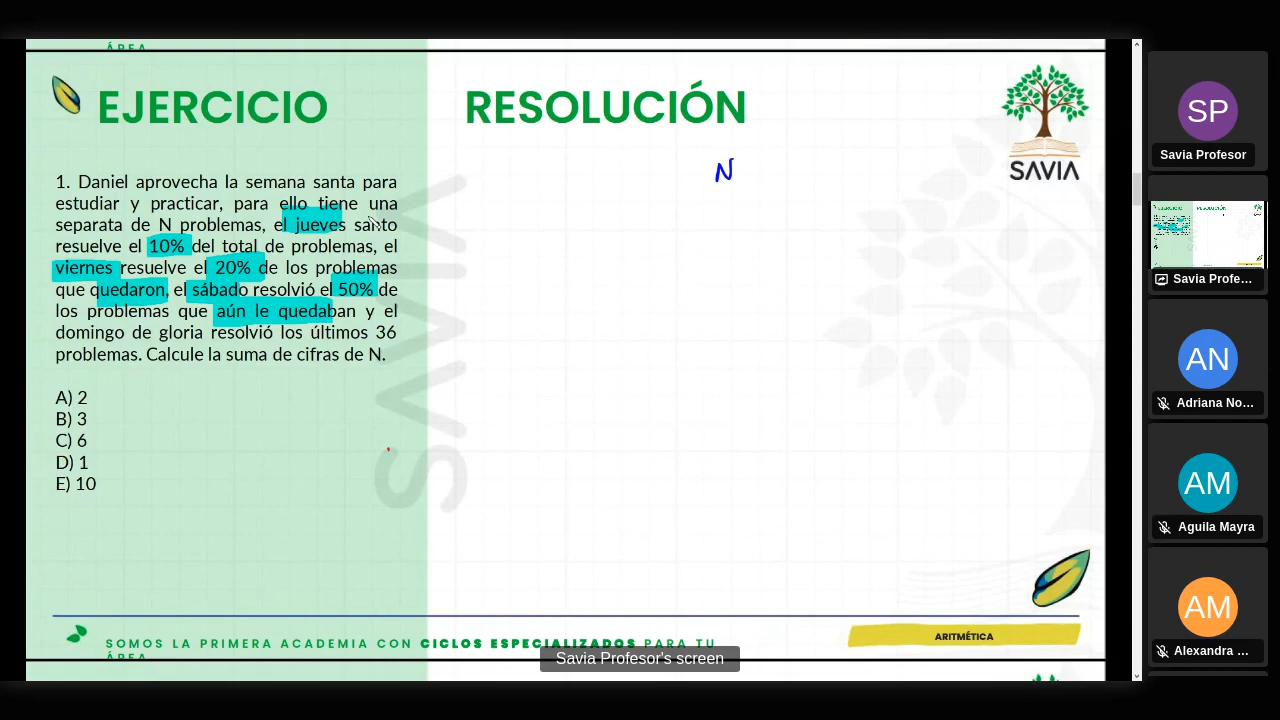 ÁREA
EJERCICIO
RESOLUCIÓN
SAVIA
N
1. Daniel aprovecha la semana santa para
estudiar y practicar, para ello tiene una
separata de N problemas, el jueves santo
resuelve el 10% del total de problemas, el
viernes resuelve el 20% de los problemas
que quedaron, el sábado resolvió el 50% de
los problemas que aún le quedaban y el
domingo de gloria resolvió los últimos 36
problemas. Calcule la suma de cifras de N.
A) 2
B) 3
C) 6
D) 1
E) 10
SAVIA
SOMOS LA PRIMERA ACADEMIA CON CICLOS ESPECIALIZADOS PARA TU
ÁREA
ARITMÉTICA
Savia Profesor's screen
SP
Savia Profesor
Savia Profe...
AN
Adriana No...
AM
Aguila Mayra
AM
Alexandra ...